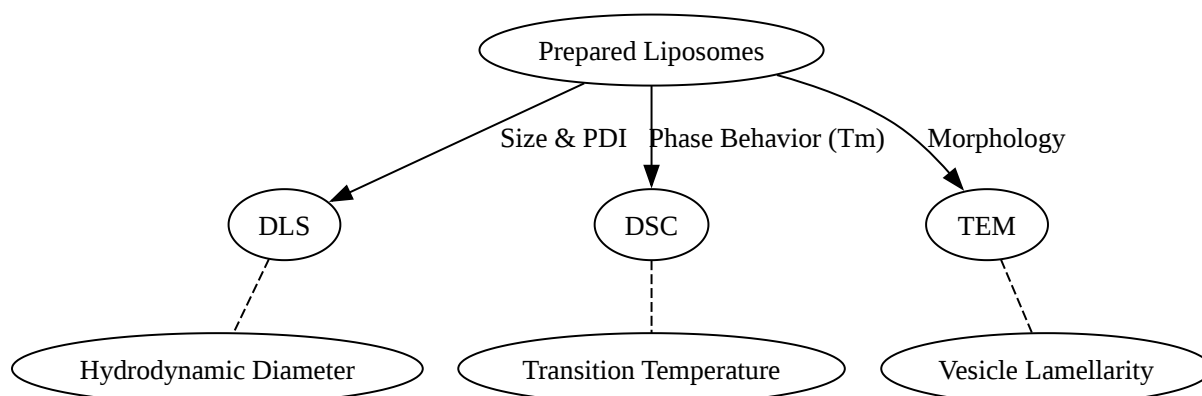 Prepared Liposomes
Size & PDI
Phase Behavior (Tm)
Morphology
DLS
DSC
TEM
Hydrodynamic Diameter
Transition Temperature
Vesicle Lamellarity